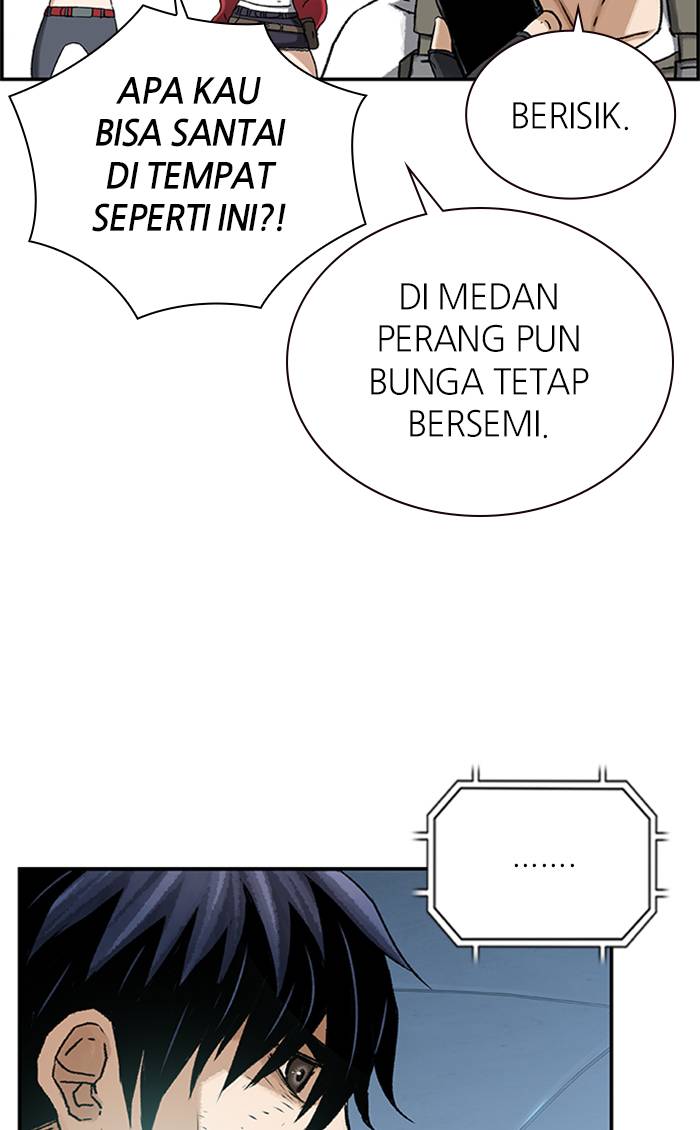 APA KAU
BISA SANTAI
DI TEMPAT
SEPERTI INI?!
BERISIK.
DI MEDAN
PERANG PUN
BUNGA TETAP
BERSEMI.
.......